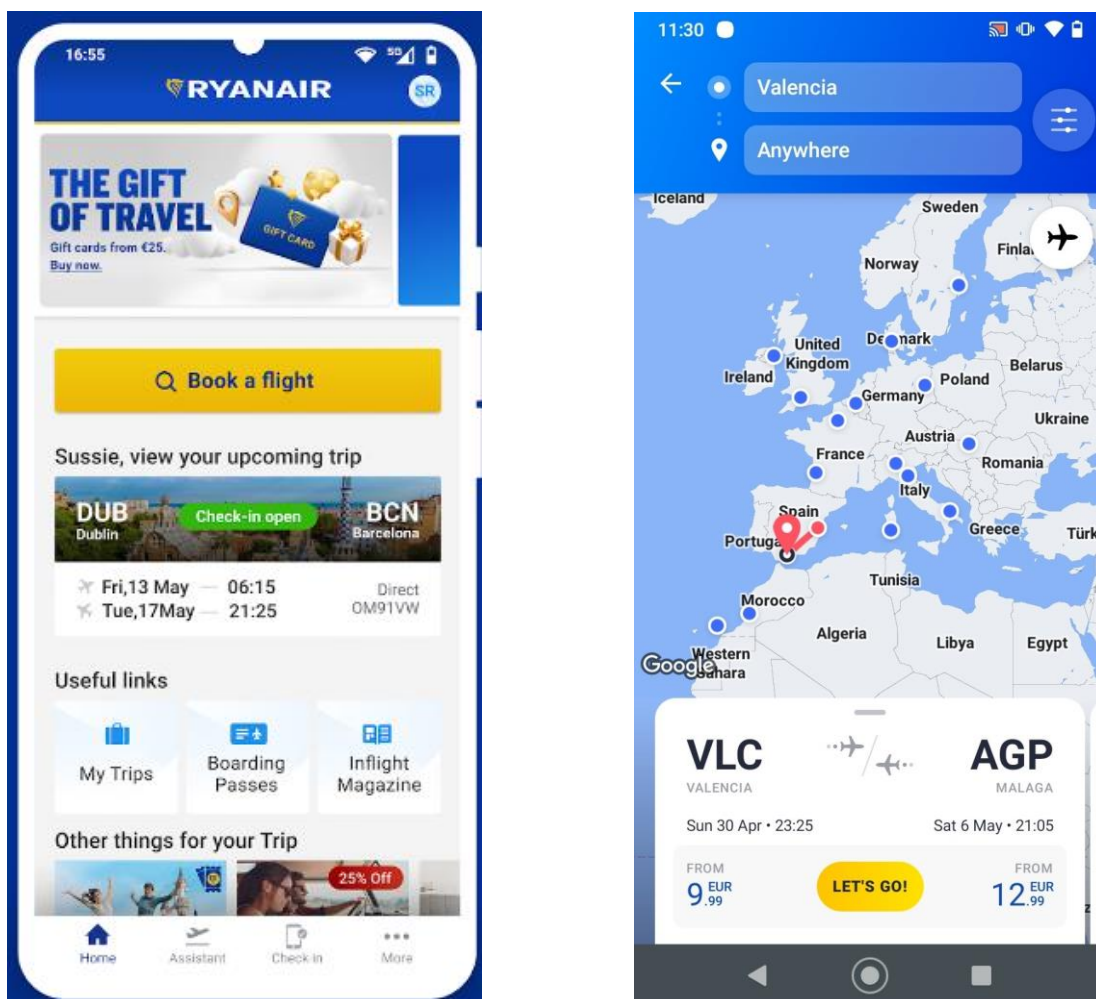 16:55
5G
RYANAIR
SR
THE GIFT
OF TRAVEL
Gift cards from €25.
Buy now.
GIFT CARD
Book a flight
Sussie, view your upcoming trip
DUB
Dublin
Check-in open
BCN
Barcelona
Fri,13 May — 06:15
Direct
Tue,17May — 21:25
OM91VW
Useful links
My Trips
Boarding
Passes
Inflight
Magazine
Other things for your Trip
25% Off
Home
Assistant
Check-in
More
11:30
Valencia
Anywhere
Iceland
Sweden
Finla
Norway
Denmark
United
Kingdom
Ireland
Belarus
Poland
Germany
Ukraine
Austria
France
Romania
Italy
Spain
Portuga
Greece
Türk
Tunisia
Morocco
Algeria
Libya
Egypt
Western
Sahara
Google
VLC
VALENCIA
AGP
MALAGA
Sun 30 Apr • 23:25
Sat 6 May • 21:05
FROM
9.99 EUR
LET'S GO!
FROM
12.99 EUR